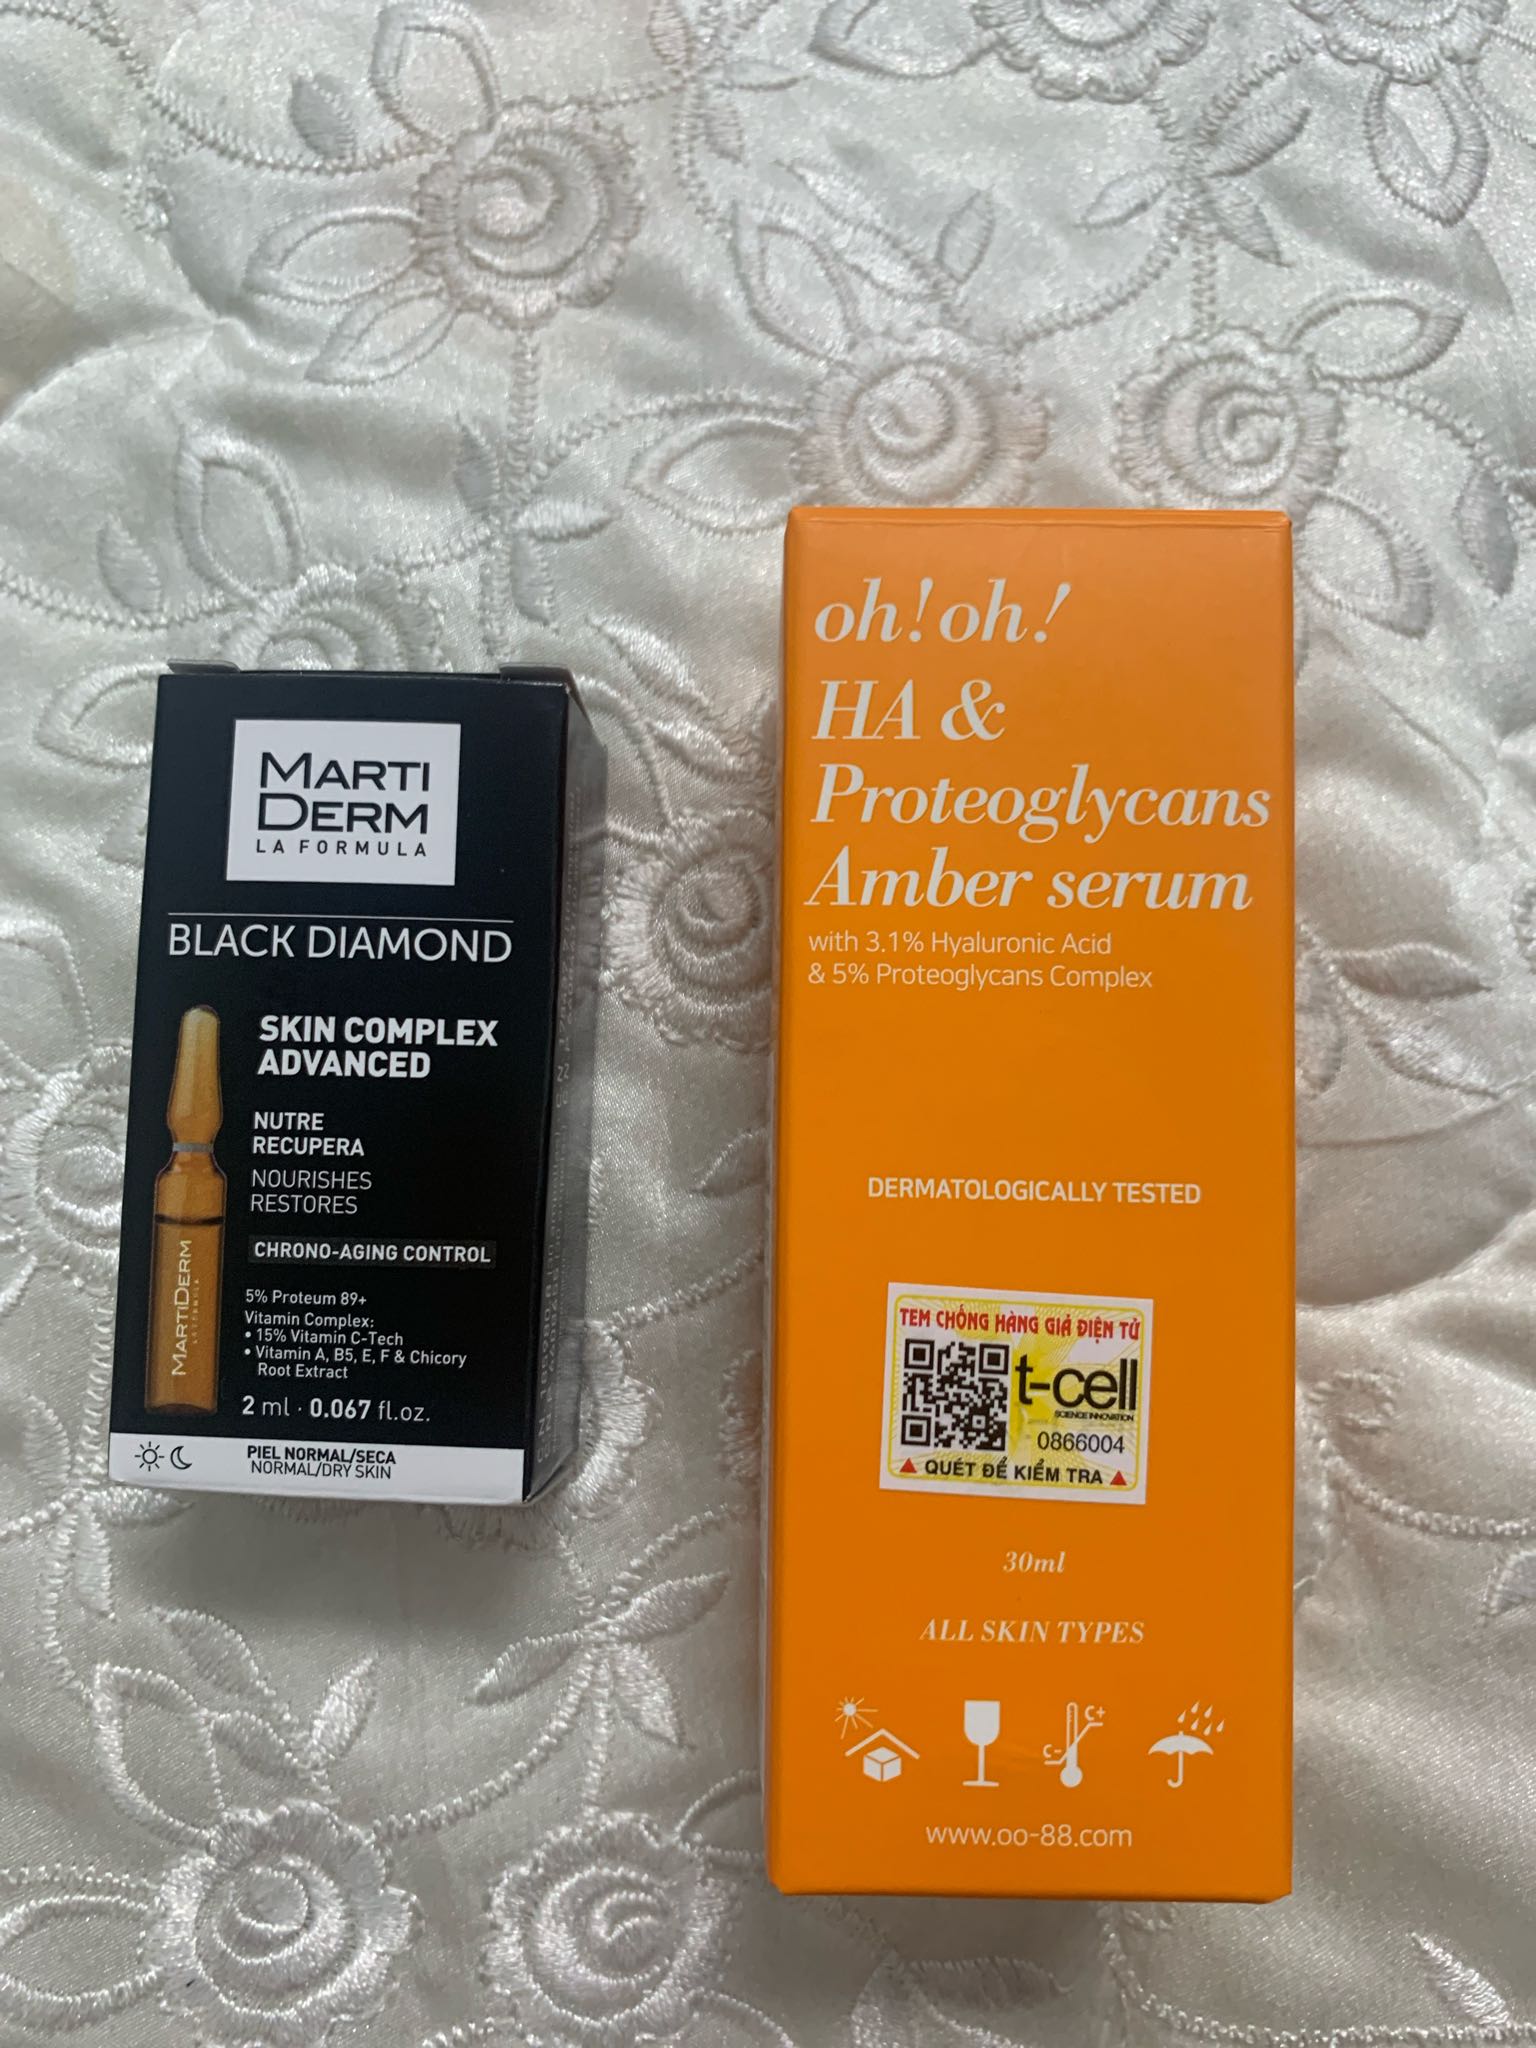 MARTI
DERM
LA FORMULA
BLACK DIAMOND
SKIN COMPLEX
ADVANCED
NUTRE
RECUPERA
NOURISHES
RESTORES
CHRONO-AGING CONTROL
5% Proteum 89+
Vitamin Complex:
• 15% Vitamin C-Tech
• Vitamin A, B5, E, F & Chicory
Root Extract
2 ml · 0.067 fl.oz.
PIEL NORMAL/SECA
NORMAL/DRY SKIN
MARTIDERM
LA FORMULA
oh! oh!
HA &
Proteoglycans
Amber serum
with 3.1% Hyaluronic Acid
& 5% Proteoglycans Complex
DERMATOLOGICALLY TESTED
TEM CHỐNG HÀNG GIẢ ĐIỆN TỬ
t-cell
SCIENCE INNOVATION
0866004
QUÉT ĐỂ KIỂM TRA
30ml
ALL SKIN TYPES
C+
C-
www.oo-88.com